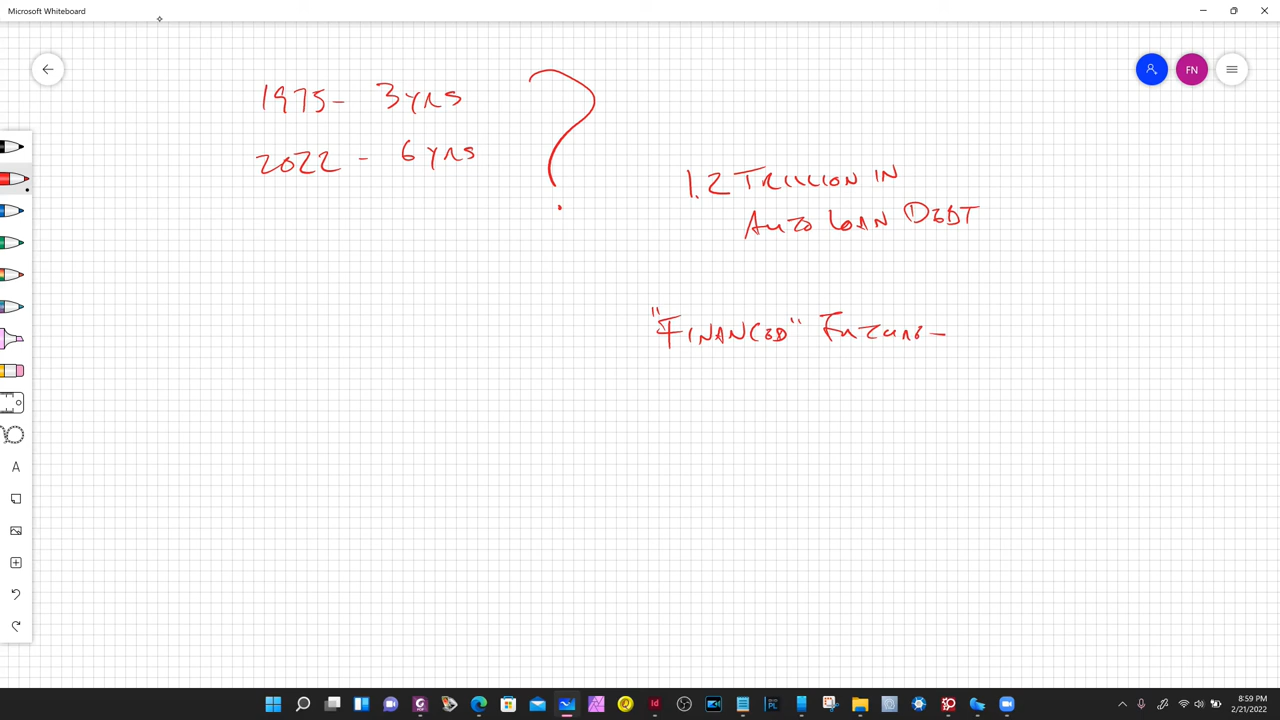 Microsoft Whiteboard
FN
1975 - 3 YRS
2022 - 6 YRS
?
1.2 TRILLION IN
AUTO LOAN DEBT
"FINANCED" FUTURE -
A
8:59 PM
2/21/2022